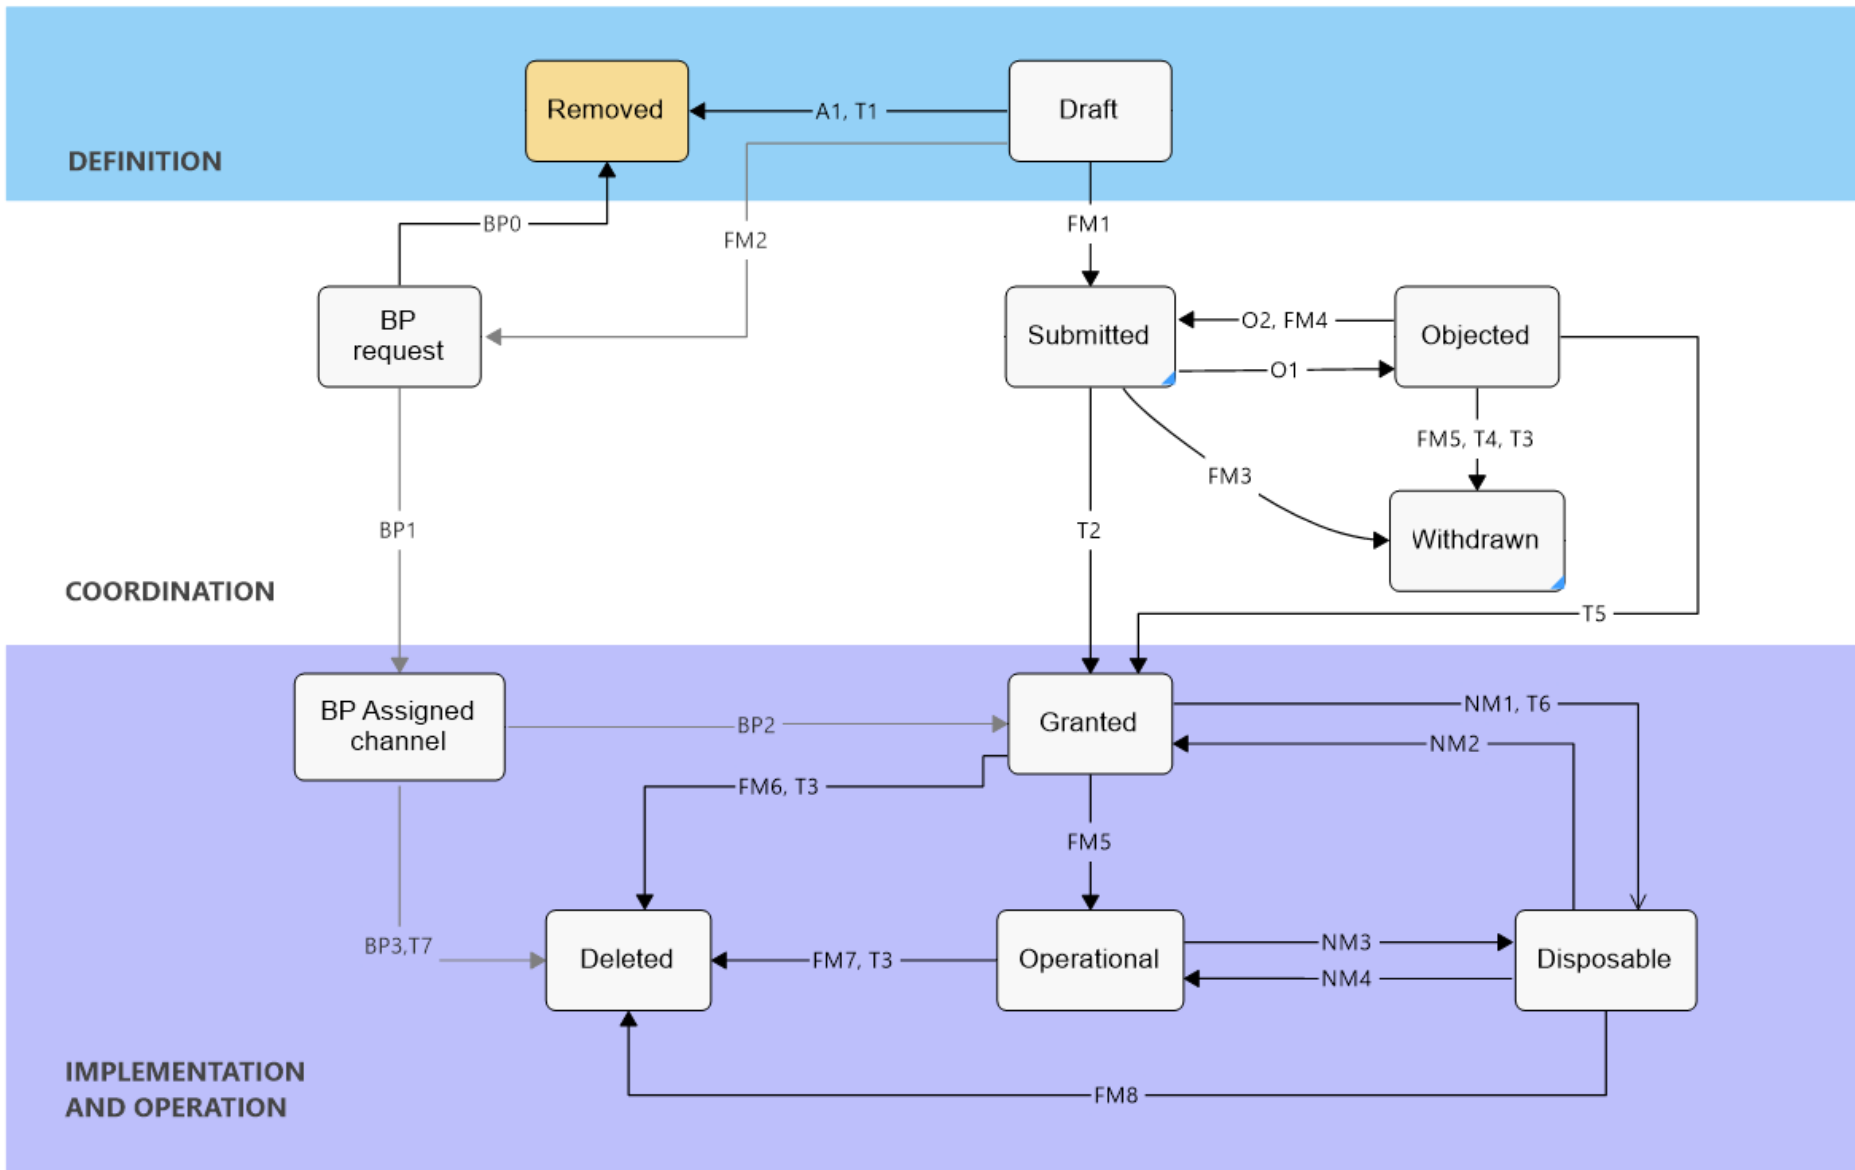 Removed
A1, T1
Draft
DEFINITION
BP0
FM2
FM1
BP
request
Submitted
O2, FM4
O1
Objected
FM5, T4, T3
FM3
BP1
T2
Withdrawn
COORDINATION
T5
BP Assigned
channel
BP2
Granted
NM1, T6
NM2
FM6, T3
FM5
BP3,T7
Deleted
FM7, T3
Operational
NM3
NM4
Disposable
IMPLEMENTATION
AND OPERATION
FM8